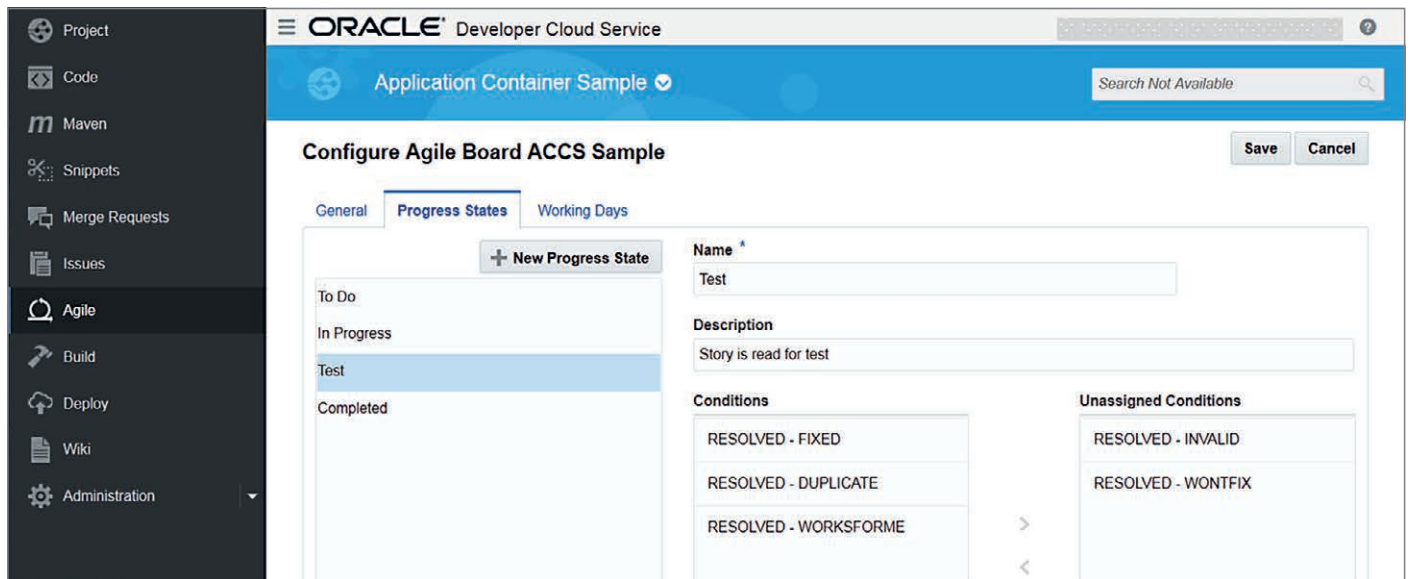 Project
Code
Maven
Snippets
Merge Requests
Issues
Agile
Build
Deploy
Wiki
Administration
ORACLE Developer Cloud Service
Application Container Sample
Search Not Available
Configure Agile Board ACCS Sample
Save Cancel
General Progress States Working Days
New Progress State
To Do
In Progress
Test
Completed
Name *
Test
Description
Story is read for test
Conditions
RESOLVED - FIXED
RESOLVED - DUPLICATE
RESOLVED - WORKSFORME
Unassigned Conditions
RESOLVED - INVALID
RESOLVED - WONTFIX